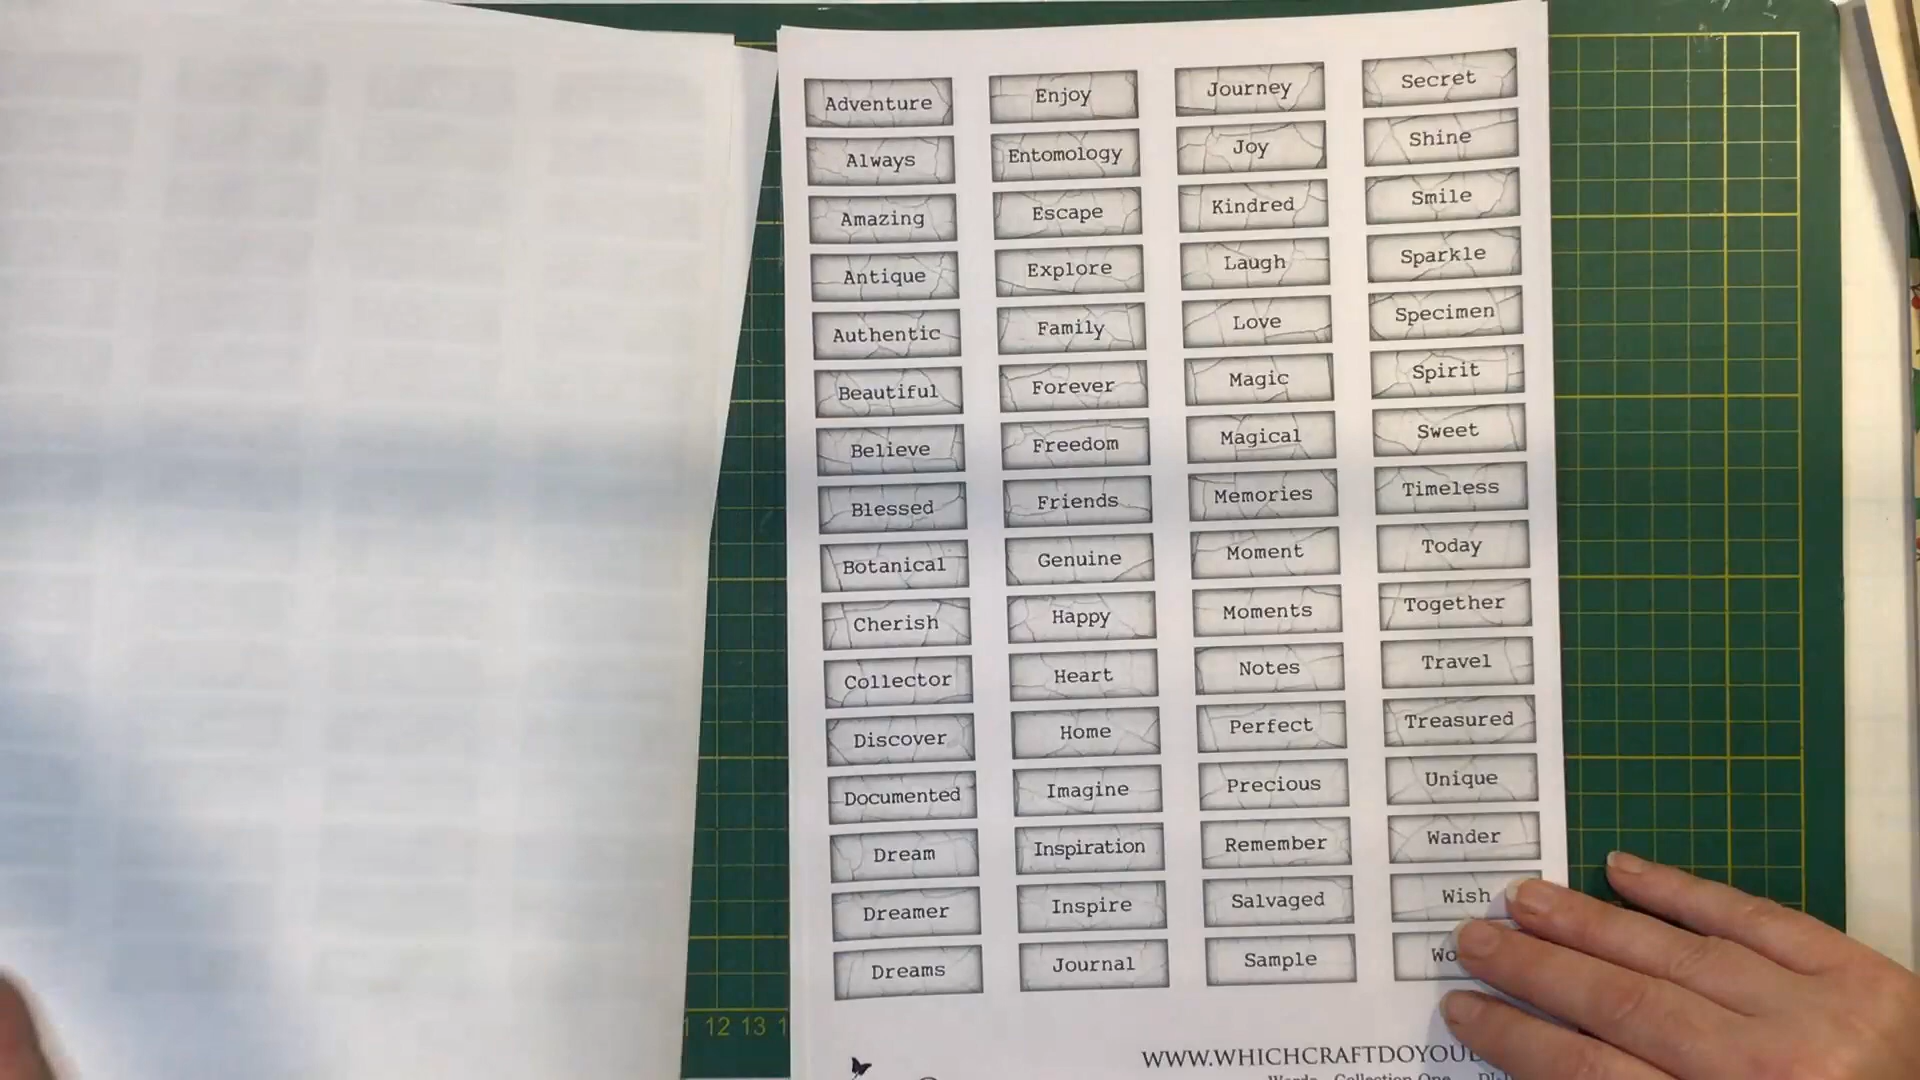 Adventure
Always
Amazing
Antique
Authentic
Beautiful
Believe
Blessed
Botanical
Cherish
Collector
Discover
Documented
Dream
Dreamer
Dreams
Enjoy
Entomology
Escape
Explore
Family
Forever
Freedom
Friends
Genuine
Happy
Heart
Home
Imagine
Inspiration
Inspire
Journal
Journey
Joy
Kindred
Laugh
Love
Magic
Magical
Memories
Moment
Moments
Notes
Perfect
Precious
Remember
Salvaged
Sample
Secret
Shine
Smile
Sparkle
Specimen
Spirit
Sweet
Timeless
Today
Together
Travel
Treasured
Unique
Wander
Wish
Wo
WWW.WHICHCRAFTDOYOU
12 13